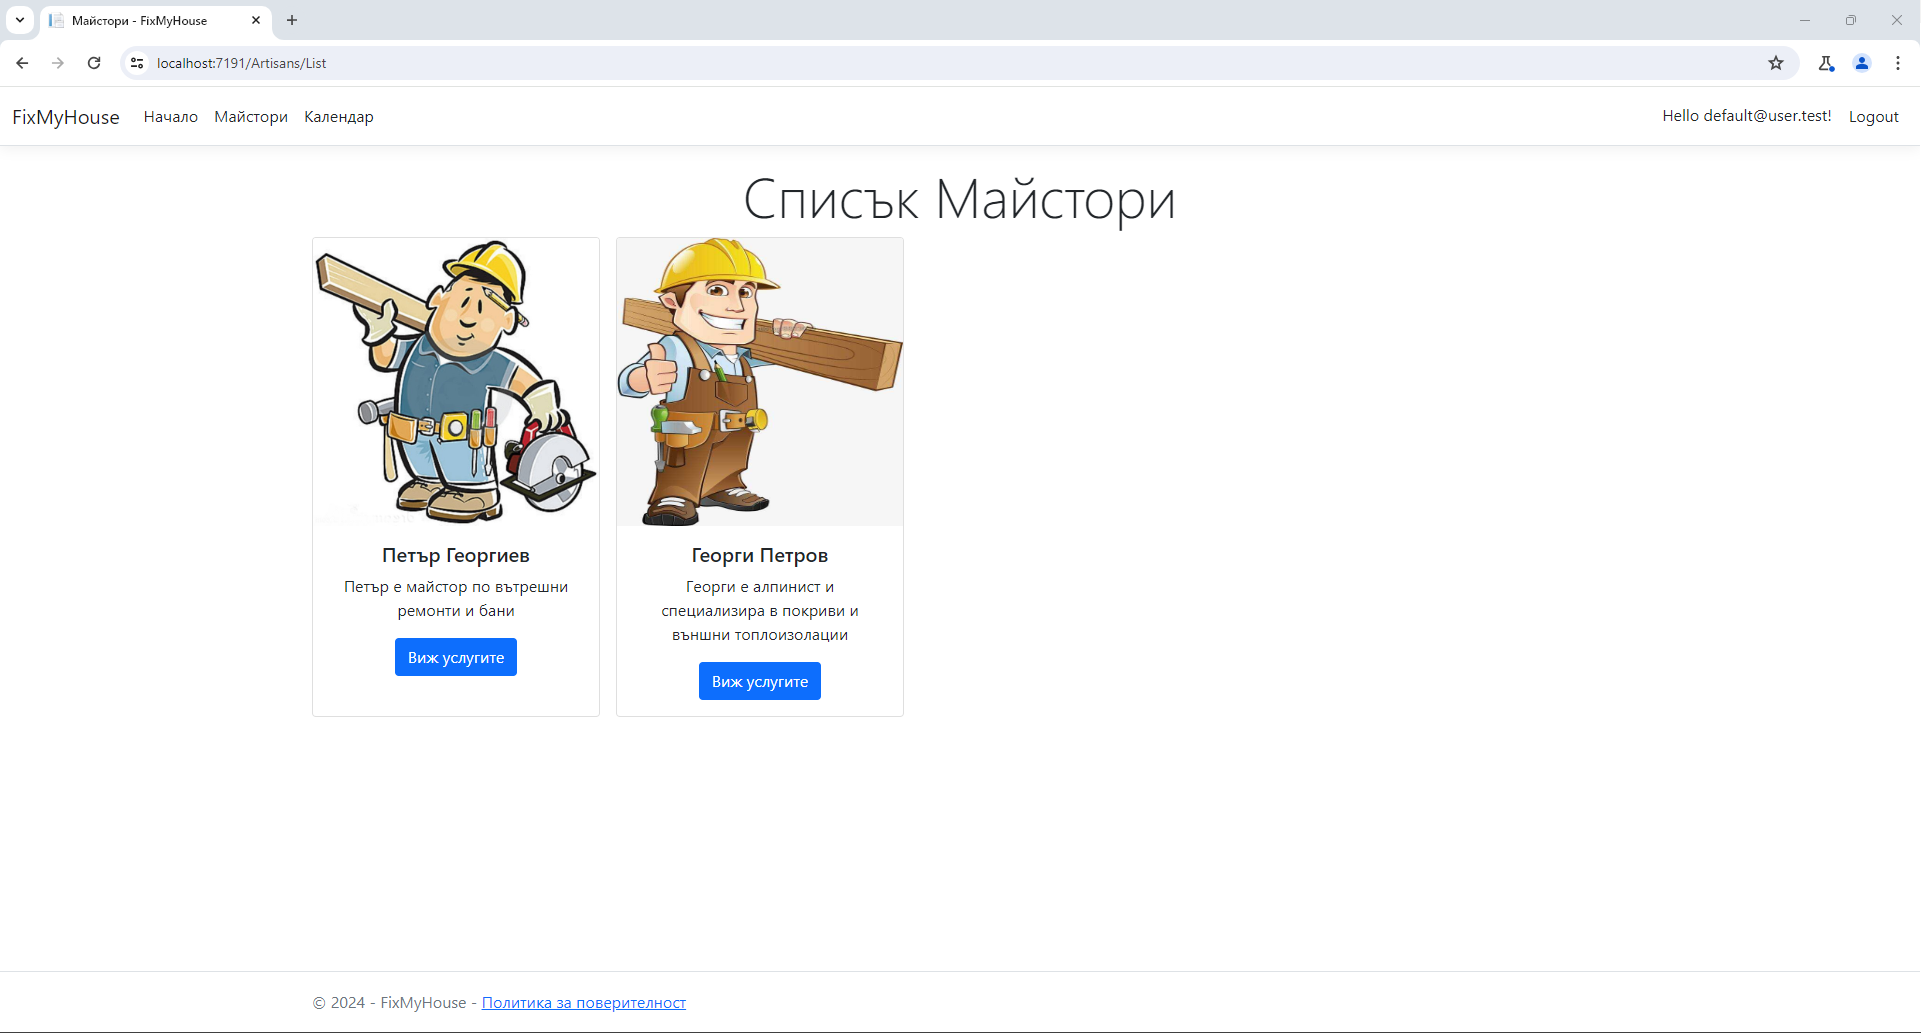 Майстори - FixMyHouse
localhost:7191/Artisans/List
FixMyHouse Начало Майстори Календар Hello default@user.test! Logout
Списък Майстори
Петър Георгиев
Петър е майстор по вътрешни
ремонти и бани
Виж услугите
Георги Петров
Георги е алпинист и
специализира в покриви и
външни топлоизолации
Виж услугите
© 2024 - FixMyHouse - Политика за поверителност